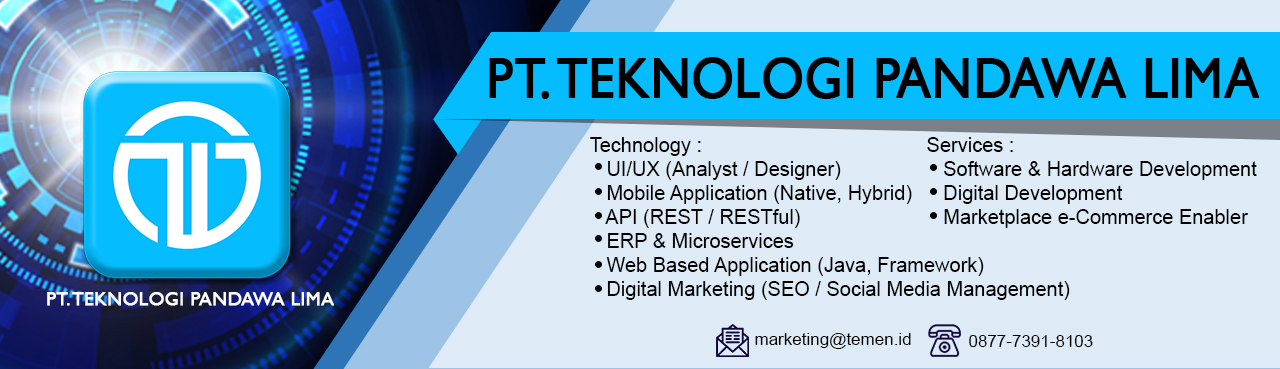 PT. TEKNOLOGI PANDAWA LIMA
PT. TEKNOLOGI PANDAWA LIMA
Technology :
• UI/UX (Analyst / Designer)
• Mobile Application (Native, Hybrid)
• API (REST / RESTful)
• ERP & Microservices
• Web Based Application (Java, Framework)
• Digital Marketing (SEO / Social Media Management)
Services :
• Software & Hardware Development
• Digital Development
• Marketplace e-Commerce Enabler
marketing@temen.id
0877-7391-8103